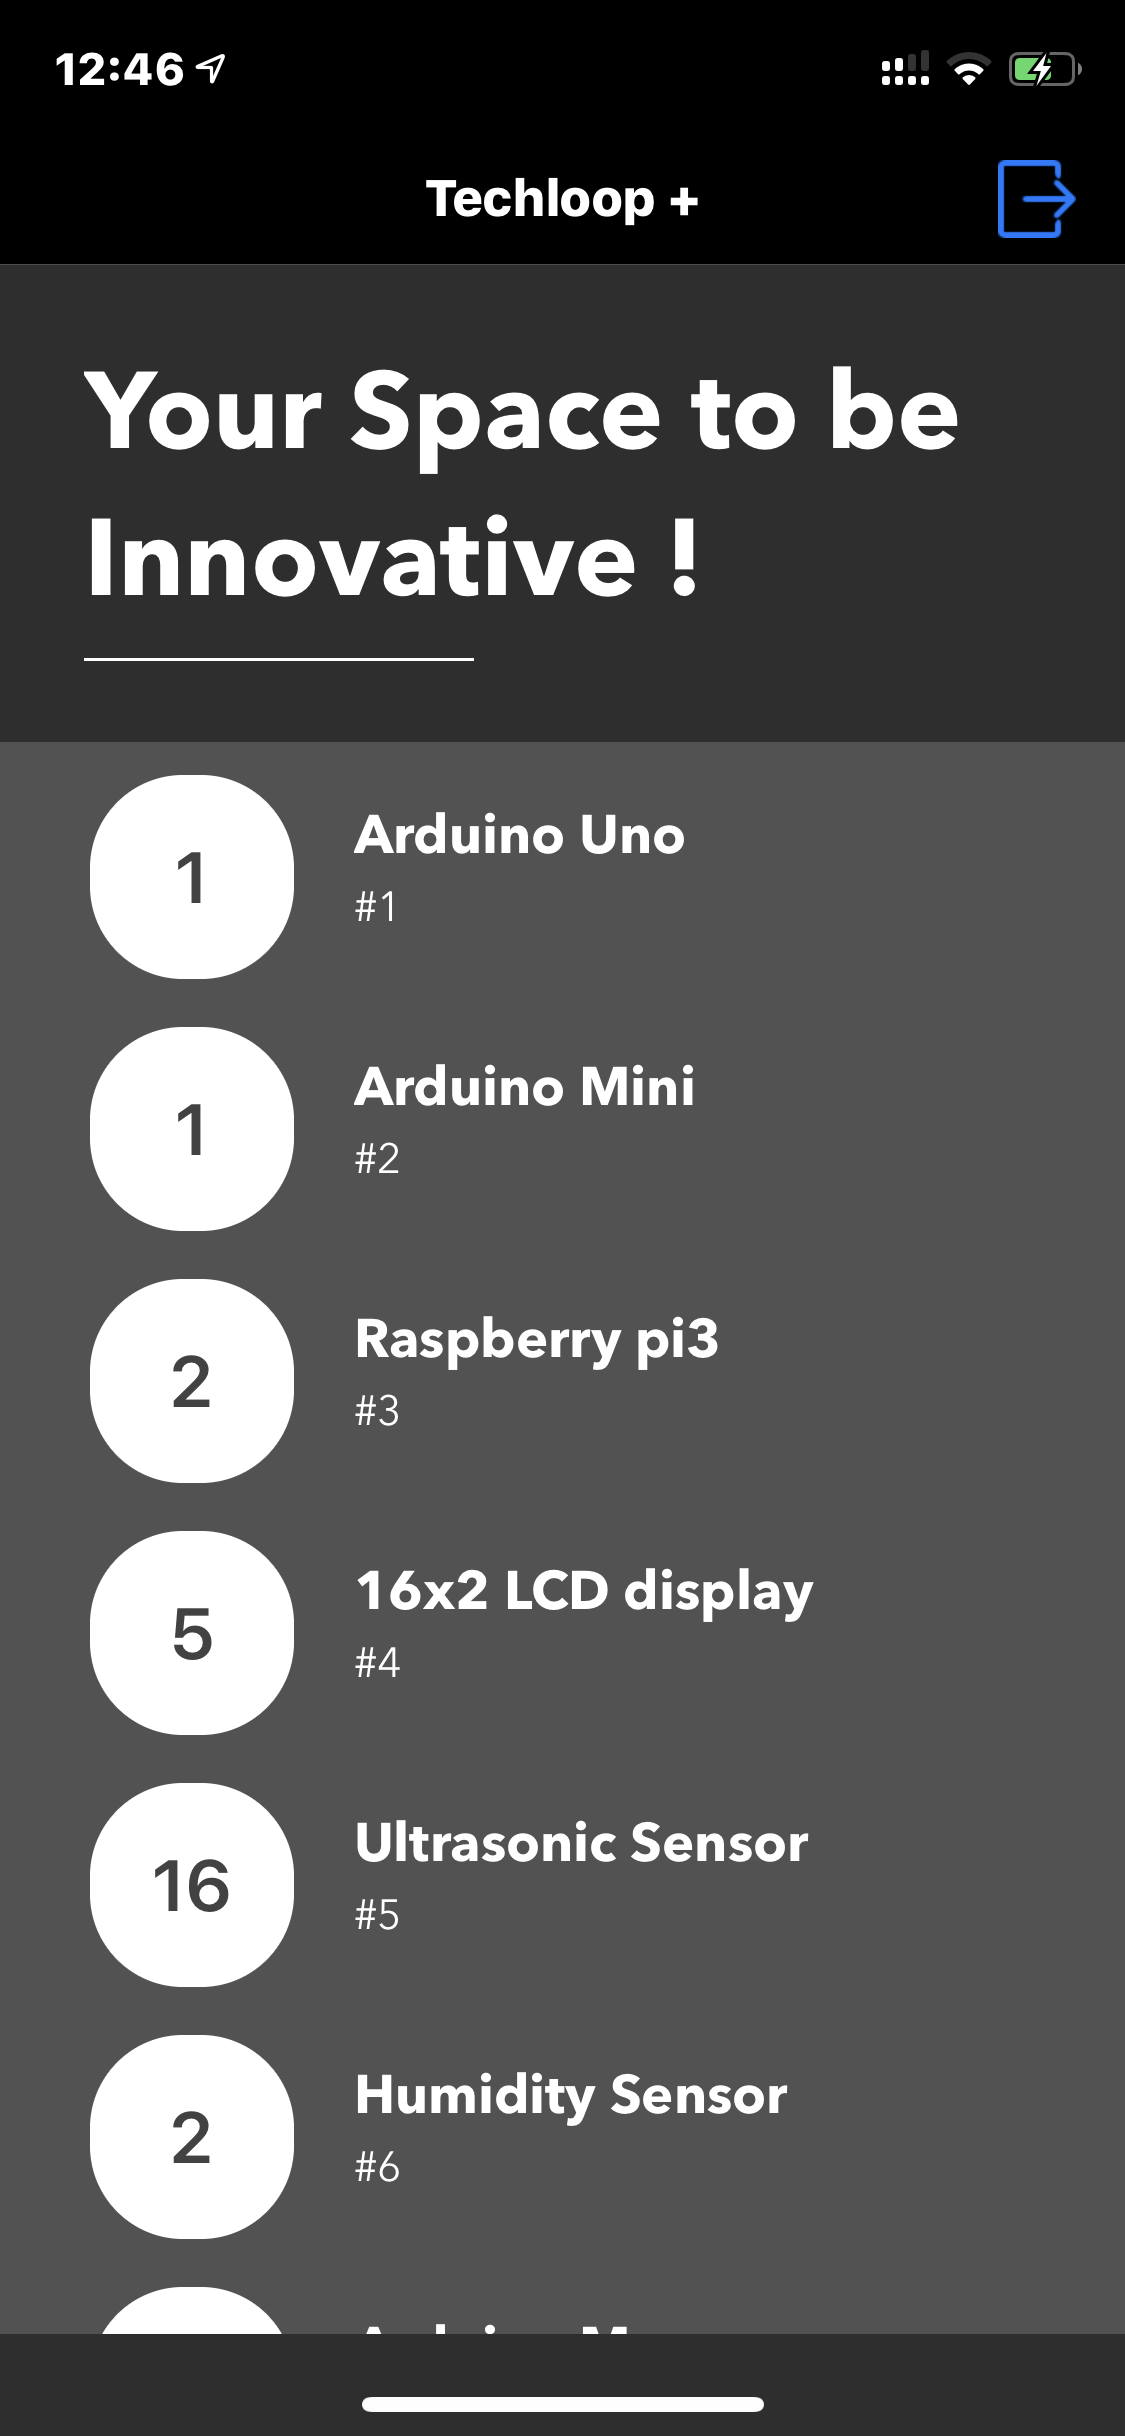 12:46
Techloop +
Your Space to be
Innovative !
1
Arduino Uno
#1
1
Arduino Mini
#2
2
Raspberry pi3
#3
5
16x2 LCD display
#4
16
Ultrasonic Sensor
#5
2
Humidity Sensor
#6